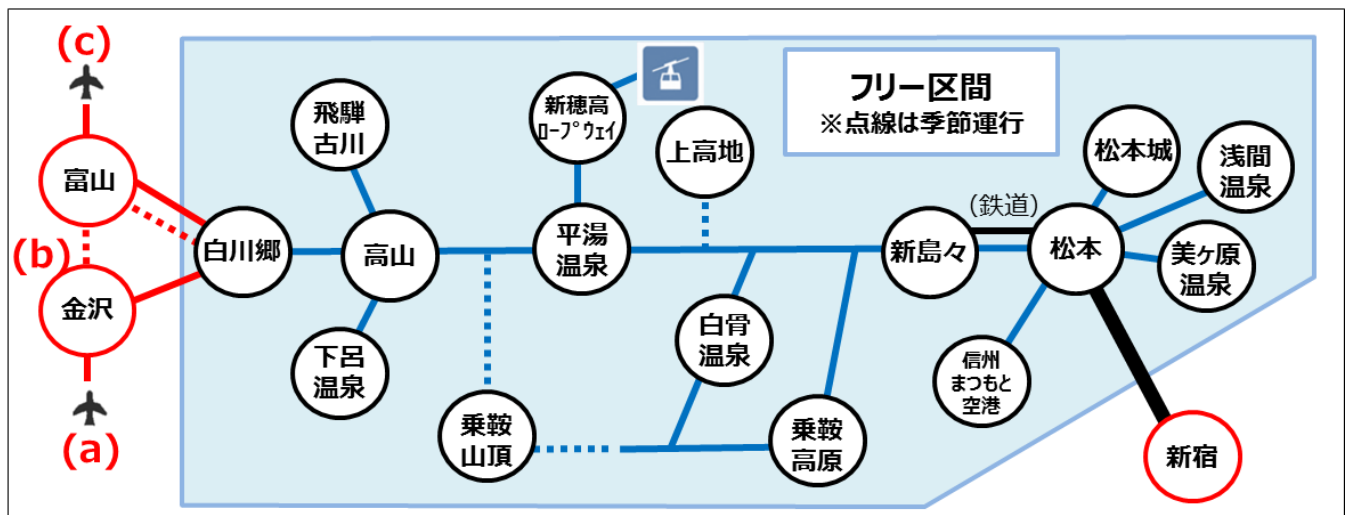 (c)
富山
(b)
金沢
(a)
白川郷
飛騨
古川
高山
下呂
温泉
新穂高
ﾛｰﾌﾟｳｪｲ
平湯
温泉
乗鞍
山頂
上高地
白骨
温泉
乗鞍
高原
フリー区間
※点線は季節運行
新島々
(鉄道)
松本
松本城
浅間
温泉
美ヶ原
温泉
信州
まつもと
空港
新宿